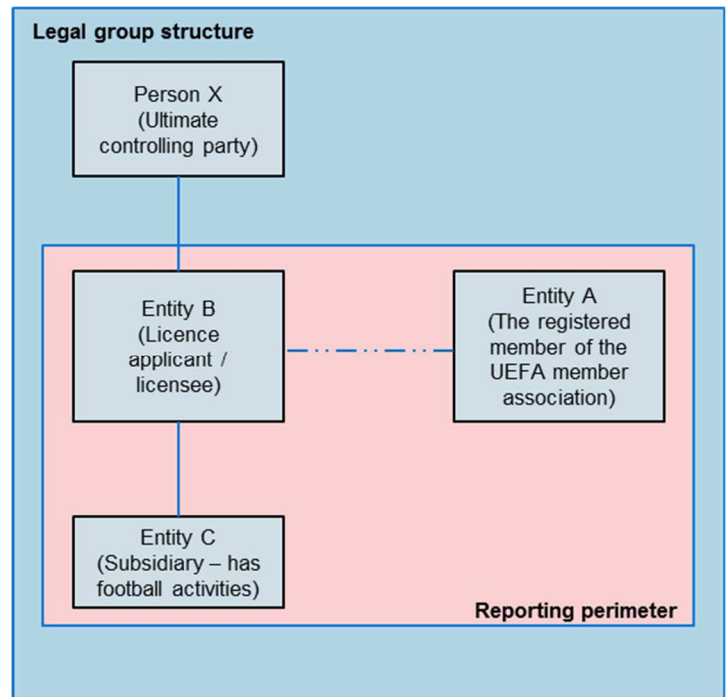 Legal group structure
Person X
(Ultimate
controlling party)
Entity B
(Licence
applicant /
licensee)
Entity A
(The registered
member of the
UEFA member
association)
Entity C
(Subsidiary – has
football activities)
Reporting perimeter